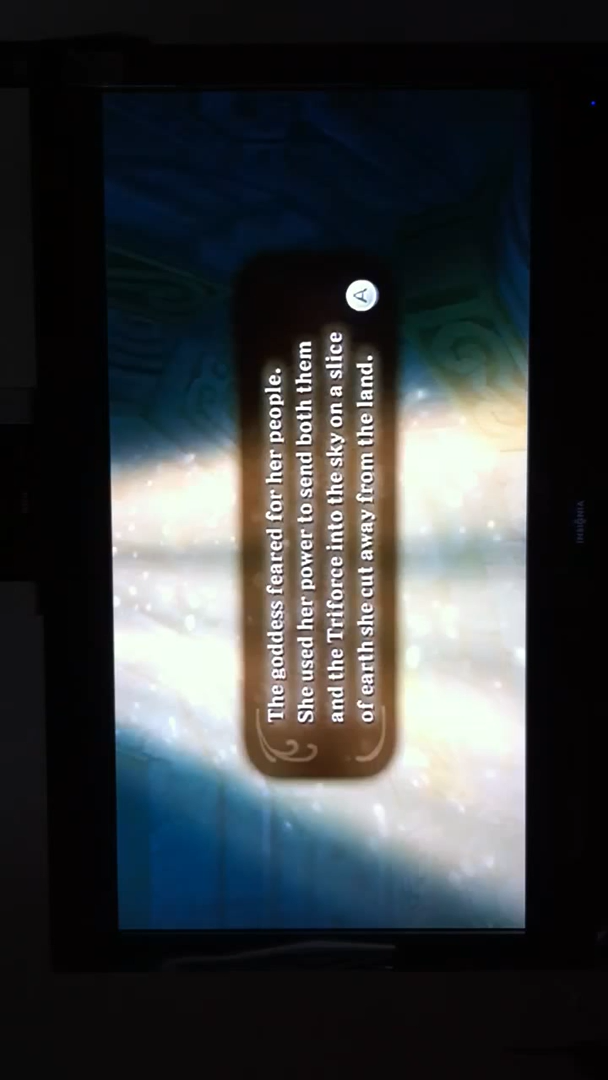 The goddess feared for her people.
She used her power to send both them
and the Triforce into the sky on a slice
of earth she cut away from the land.
A
INSIGNIA